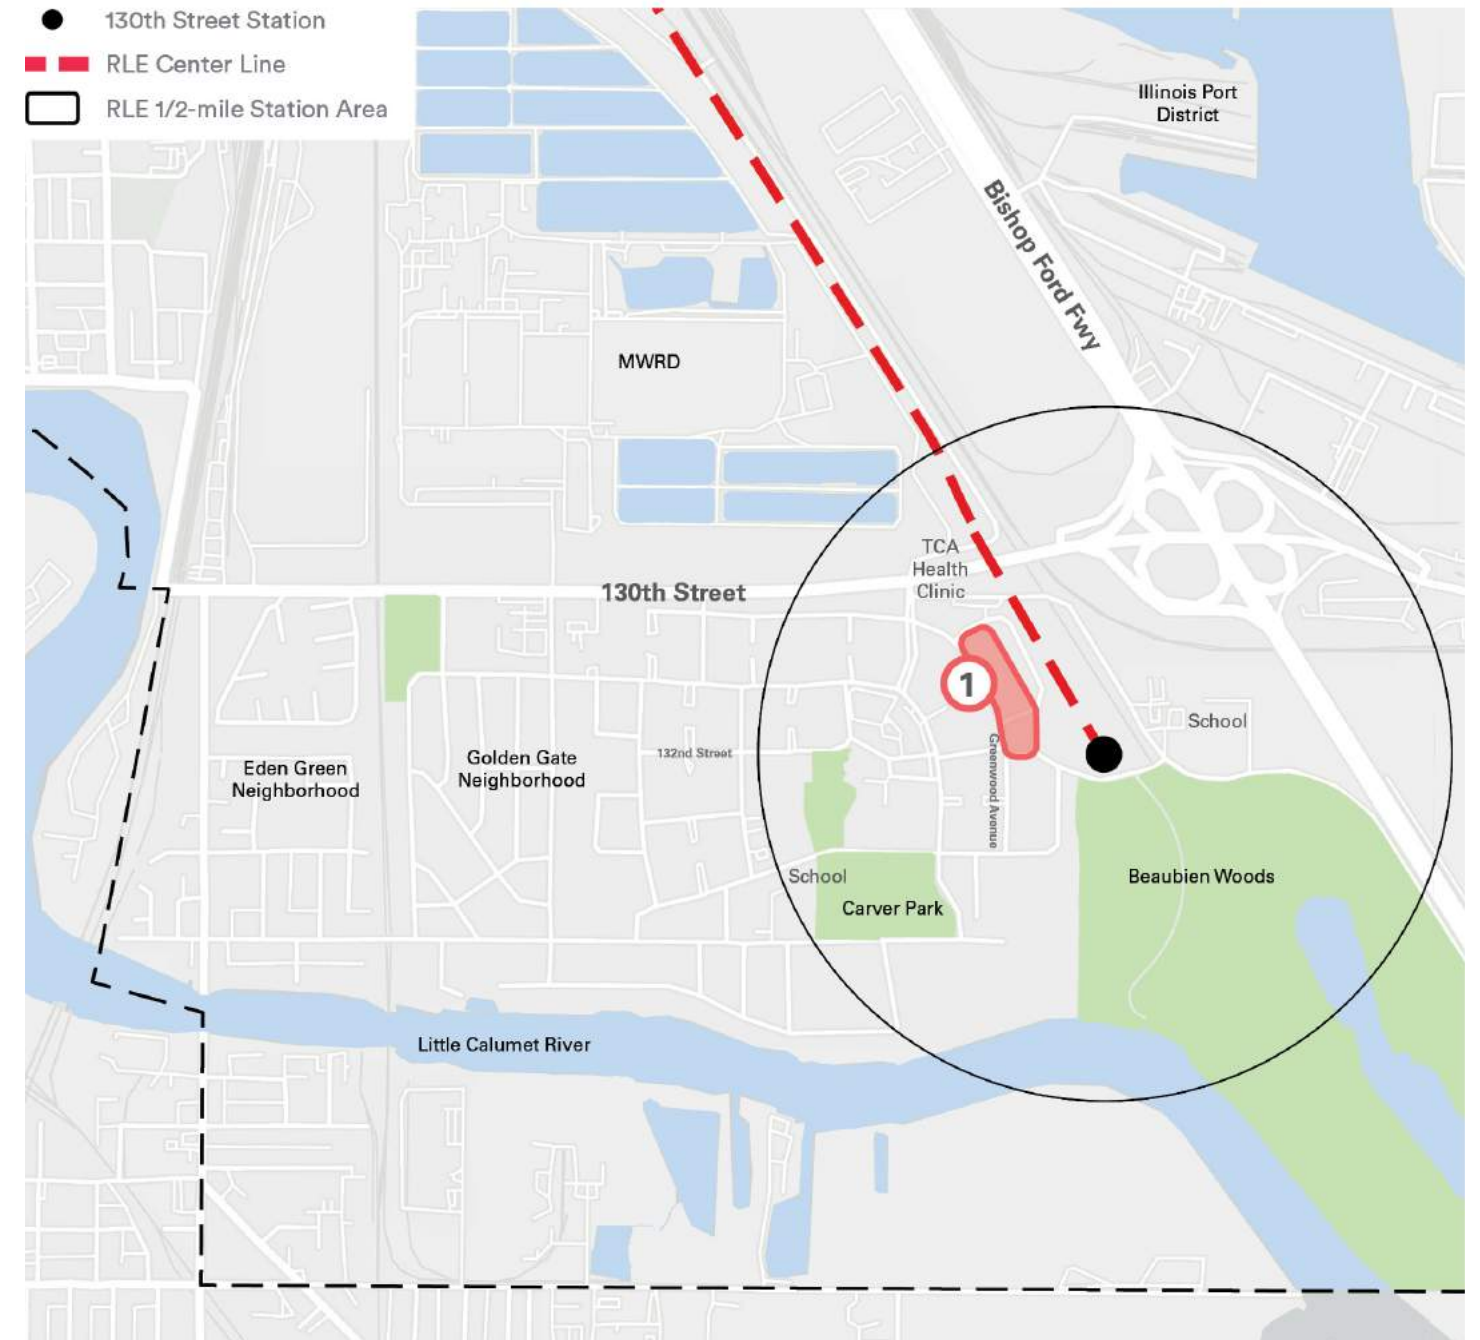 130th Street Station
RLE Center Line
RLE 1/2-mile Station Area
Illinois Port
District
Bishop Ford Fwy
MWRD
TCA
Health
Clinic
130th Street
1
School
132nd Street
Greenwood Avenue
Golden Gate
Neighborhood
Eden Green
Neighborhood
School
Beaubien Woods
Carver Park
Little Calumet River